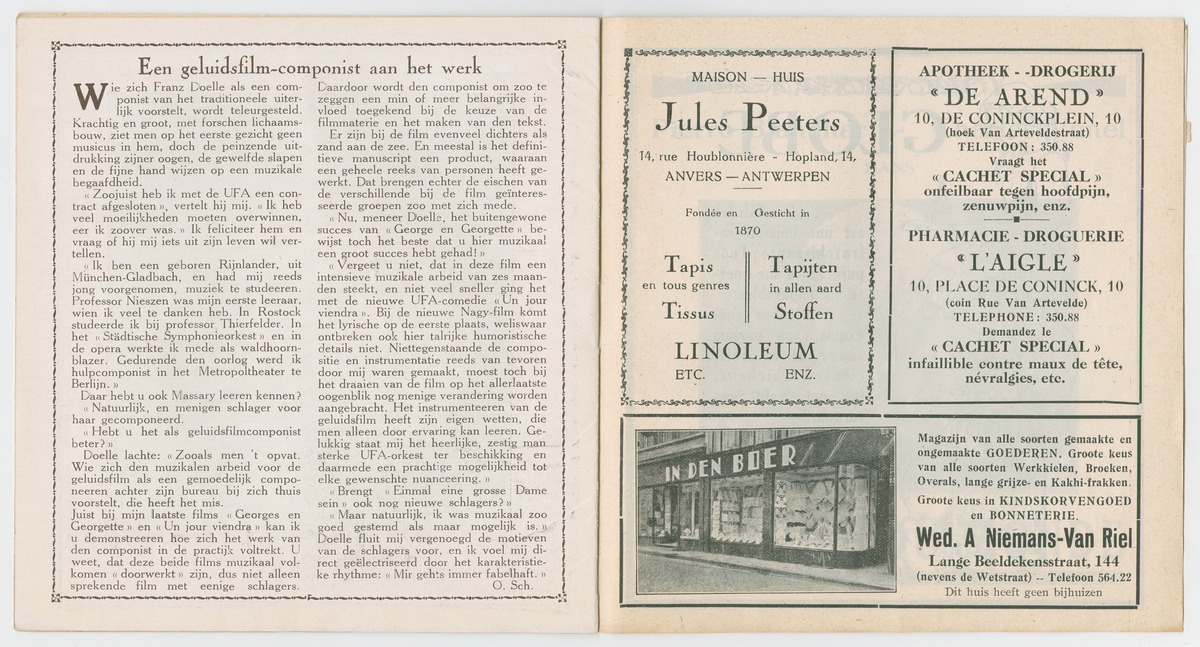 Een geluidsfilm-componist aan het werk
Wie zich Franz Doelle als een com-
ponist van het traditioneele uiter-
lijk voorstelt, wordt teleurgesteld.
Krachtig en groot, met forschen lichaams-
bouw, ziet men op het eerste gezicht geen
musicus in hem, doch de peinzende uit-
drukking zijner oogen, de gewelfde slapen
en de fijne hand wijzen op een muzikale
begaafdheid.
« Zoojuist heb ik met de UFA een con-
tract afgesloten », vertelt hij mij. « Ik heb
veel moeilijkheden moeten overwinnen,
eer ik zoover was. » Ik feliciteer hem en
vraag of hij mij iets uit zijn leven wil ver-
tellen.
« Ik ben een geboren Rijnlander, uit
München-Gladbach, en had mij reeds
jong voorgenomen, muziek te studeeren.
Professor Nieszen was mijn eerste leeraar,
wien ik veel te danken heb. In Rostock
studeerde ik bij professor Thierfelder. In
het « Städtische Symphonieorkest » en in
de opera werkte ik mede als waldhoorn-
blazer. Gedurende den oorlog werd ik
hulpcomponist in het Metropoltheater te
Berlijn. »
Daar hebt u ook Massary leeren kennen?
« Natuurlijk, en menigen schlager voor
haar gecomponeerd.
« Hebt u het als geluidsfilmcomponist
beter? »
Doelle lachte: « Zooals men 't opvat.
Wie zich den muzikalen arbeid voor de
geluidsfilm als een gemoedelijk compo-
neeren achter zijn bureau bij zich thuis
voorstelt, die heeft het mis.
Juist bij mijn laatste films « Georges en
Georgette » en « Un jour viendra » kan ik
u demonstreeren hoe zich het werk van
den componist in de practijk voltrekt. U
weet, dat deze beide films muzikaal vol-
komen « doorwerkt » zijn, dus niet alleen
sprekende film met eenige schlagers.
Daardoor wordt den componist om zoo te
zeggen een min of meer belangrijke in-
vloed toegekend bij de keuze van de
filmmaterie en het maken van den tekst.
Er zijn bij de film evenveel dichters als
zand aan de zee. En meestal is het defini-
tieve manuscript een product, waaraan
een geheele reeks van personen heeft ge-
werkt. Dat brengen echter de eischen van
de verschillende bij de film geïnteres-
seerde groepen zoo met zich mede.
« Nu, meneer Doelle, het buitengewone
succes van « George en Georgette » be-
wijst toch het beste dat u hier muzikaal
een groot succes hebt gehad! »
« Vergeet u niet, dat in deze film een
intensieve muzikale arbeid van zes maan-
den steekt, en niet veel sneller ging het
met de nieuwe UFA-comedie « Un jour
viendra ». Bij de nieuwe Nagy-film komt
het lyrische op de eerste plaats, weliswaar
ontbreken ook hier talrijke humoristische
details niet. Niettegenstaande de compo-
sitie en instrumentatie reeds van tevoren
door mij waren gemaakt, moest toch bij
het draaien van de film op het allerlaatste
oogenblik nog menige verandering worden
aangebracht. Het instrumenteeren van de
geluidsfilm heeft zijn eigen wetten, die
men alleen door ervaring kan leeren. Ge-
lukkig staat mij het heerlijke, zestig man
sterke UFA-orkest ter beschikking en
daarmede een prachtige mogelijkheid tot
elke gewenschte nuanceering. »
« Brengt « Einmal eine grosse Dame
sein » ook nog nieuwe schlagers? »
« Maar natuurlijk, ik was muzikaal zoo
goed gestemd als maar mogelijk is. »
Doelle fluit mij vergenoegd de motieven
van de schlagers voor, en ik voel mij di-
rect geëlectriseerd door het karakteristie-
ke rhythme: « Mir geht's immer fabelhaft. »
O. Sch.
MAISON — HUIS
Jules Peeters
14, rue Houblonnière - Hopland, 14,
ANVERS — ANTWERPEN
Fondée en Gesticht in
1870
Tapis
en tous genres
Tissus
Tapijten
in allen aard
Stoffen
LINOLEUM
ETC. ENZ.
APOTHEEK - -DROGERIJ
« DE AREND »
10, DE CONINCKPLEIN, 10
(hoek Van Arteveldestraat)
TELEFOON : 350.88
Vraagt het
« CACHET SPECIAL »
onfeilbaar tegen hoofdpijn,
zenuwpijn, enz.
PHARMACIE - DROGUERIE
« L'AIGLE »
10, PLACE DE CONINCK, 10
(coin Rue Van Artevelde)
TELEPHONE : 350.88
Demandez le
« CACHET SPECIAL »
infaillible contre maux de tête,
névralgies, etc.
IN DEN BOER
Magazijn van alle soorten gemaakte en
ongemaakte GOEDEREN. Groote keus
van alle soorten Werkkielen, Broeken,
Overals, lange grijze- en Kakhi-frakken.
Groote keus in KINDSKORVENGOED
en BONNETERIE.
Wed. A Niemans-Van Riel
Lange Beeldekensstraat, 144
(nevens de Wetstraat) -- Telefoon 564.22
Dit huis heeft geen bijhuizen